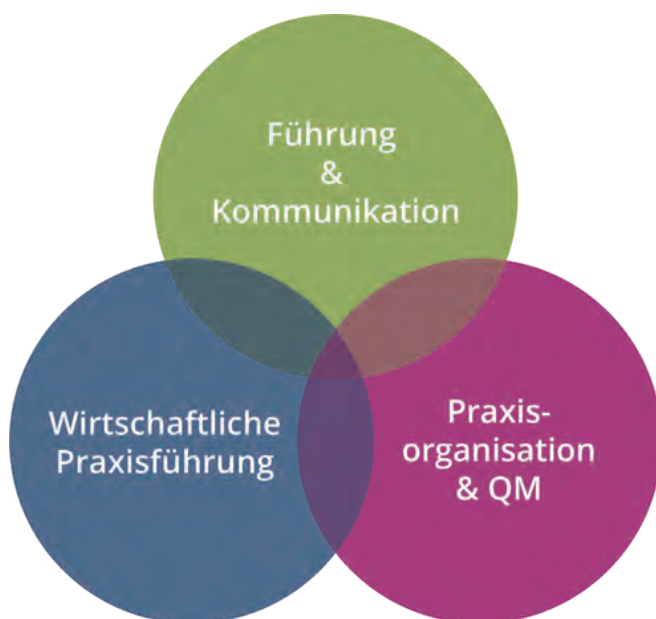 Führung
&
Kommunikation
Wirtschaftliche
Praxisführung
Praxis-
organisation
& QM